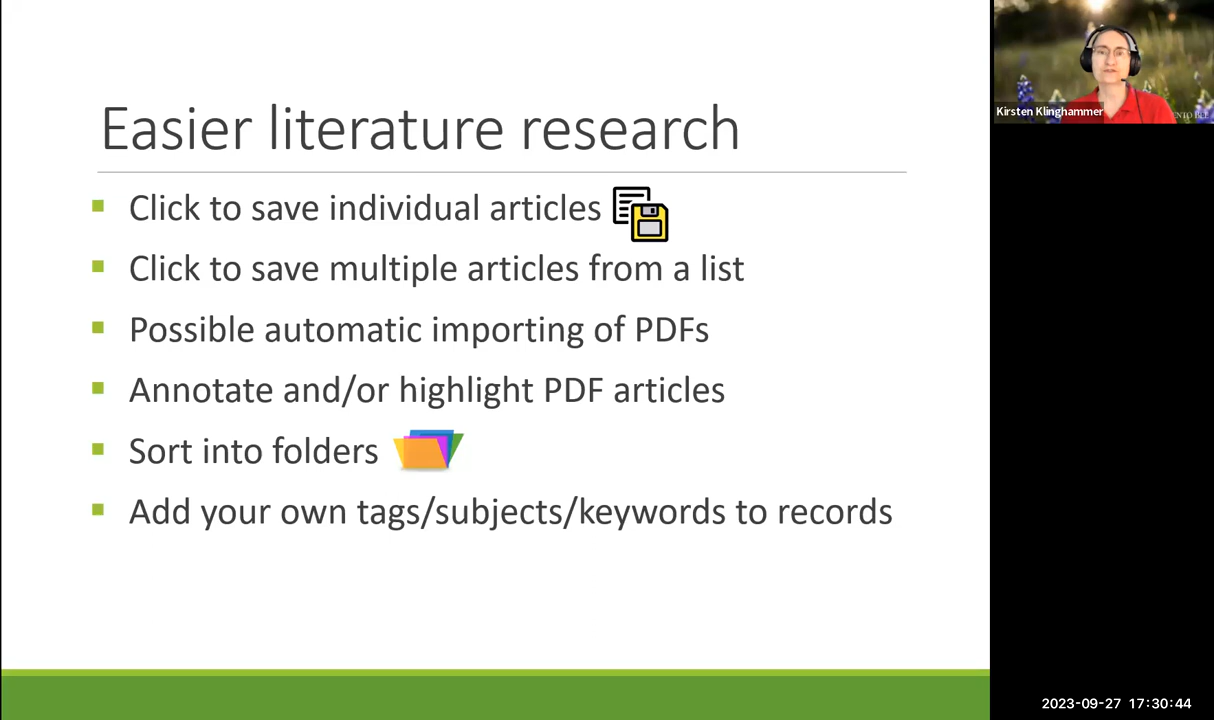 Easier literature research
Click to save individual articles
Click to save multiple articles from a list
Possible automatic importing of PDFs
Annotate and/or highlight PDF articles
Sort into folders
Add your own tags/subjects/keywords to records
Kirsten Klinghammer
2023-09-27 17:30:44